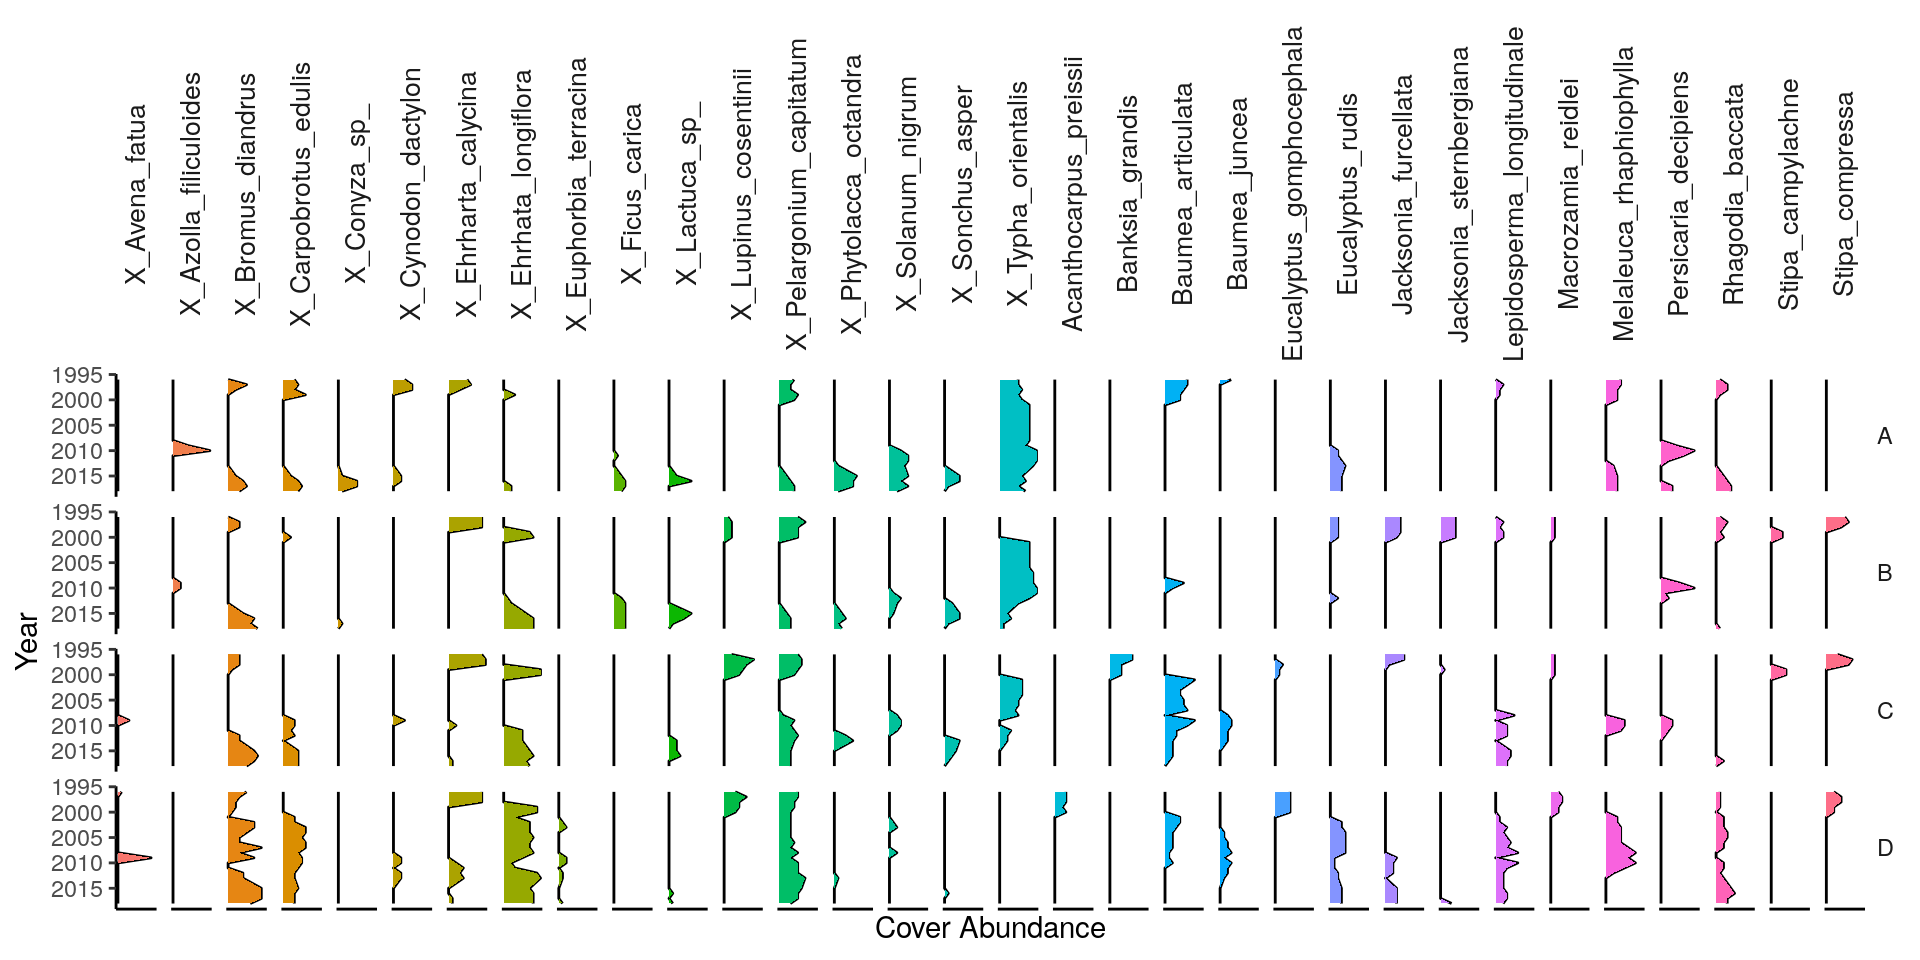 X_Avena_fatua
X_Azolla_filiculoides
X_Bromus_diandrus
X_Carpobrotus_edulis
X_Conyza_sp_
X_Cynodon_dactylon
X_Ehrharta_calycina
X_Ehrhata_longiflora
X_Euphorbia_terracina
X_Ficus_carica
X_Lactuca_sp_
X_Lupinus_cosentinii
X_Pelargonium_capitatum
X_Phytolacca_octandra
X_Solanum_nigrum
X_Sonchus_asper
X_Typha_orientalis
Acanthocarpus_preissii
Banksia_grandis
Baumea_articulata
Baumea_juncea
Eucalyptus_gomphocephala
Eucalyptus_rudis
Jacksonia_furcellata
Jacksonia_sternbergiana
Lepidosperma_longitudinale
Macrozamia_reidlei
Melaleuca_rhaphiophylla
Persicaria_decipiens
Rhagodia_baccata
Stipa_campylachne
Stipa_compressa
Year
1995
2000
2005
2010
2015
A
1995
2000
2005
2010
2015
B
1995
2000
2005
2010
2015
C
1995
2000
2005
2010
2015
D
Cover Abundance